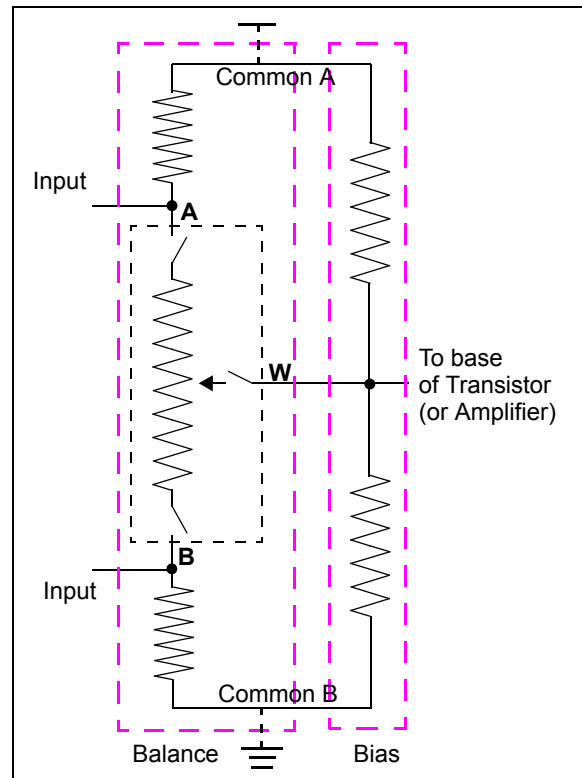 Common A
Input
A
W
To base
of Transistor
(or Amplifier)
B
Input
Common B
Balance
Bias